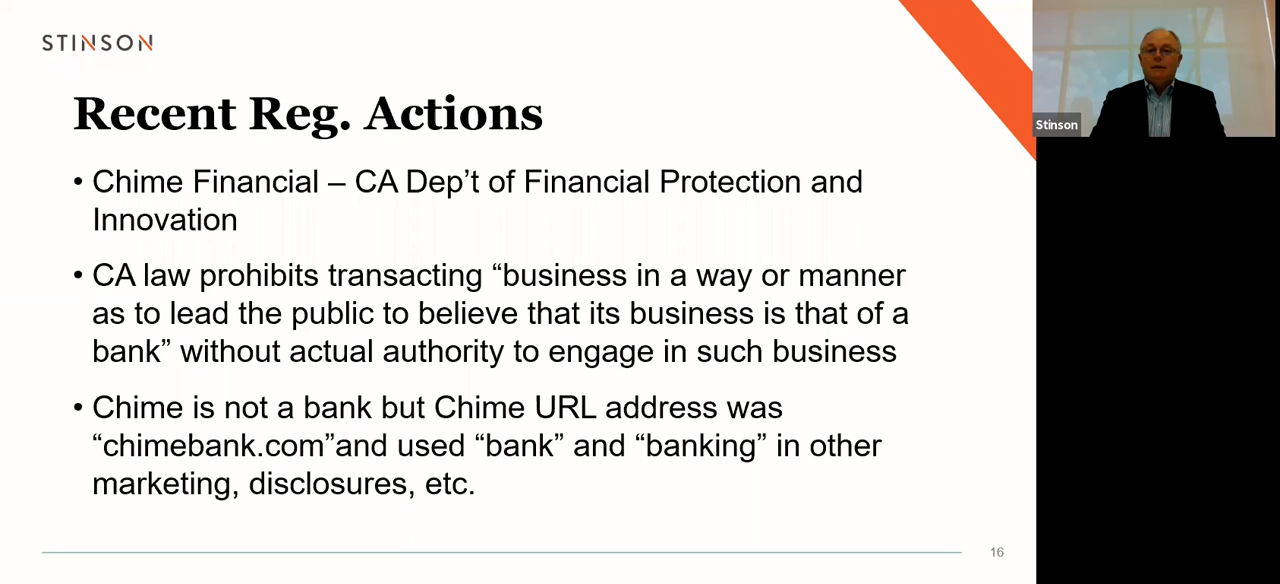 STINSON
Recent Reg. Actions
• Chime Financial – CA Dep’t of Financial Protection and
Innovation
• CA law prohibits transacting “business in a way or manner
as to lead the public to believe that its business is that of a
bank” without actual authority to engage in such business
• Chime is not a bank but Chime URL address was
“chimebank.com”and used “bank” and “banking” in other
marketing, disclosures, etc.
16
Stinson